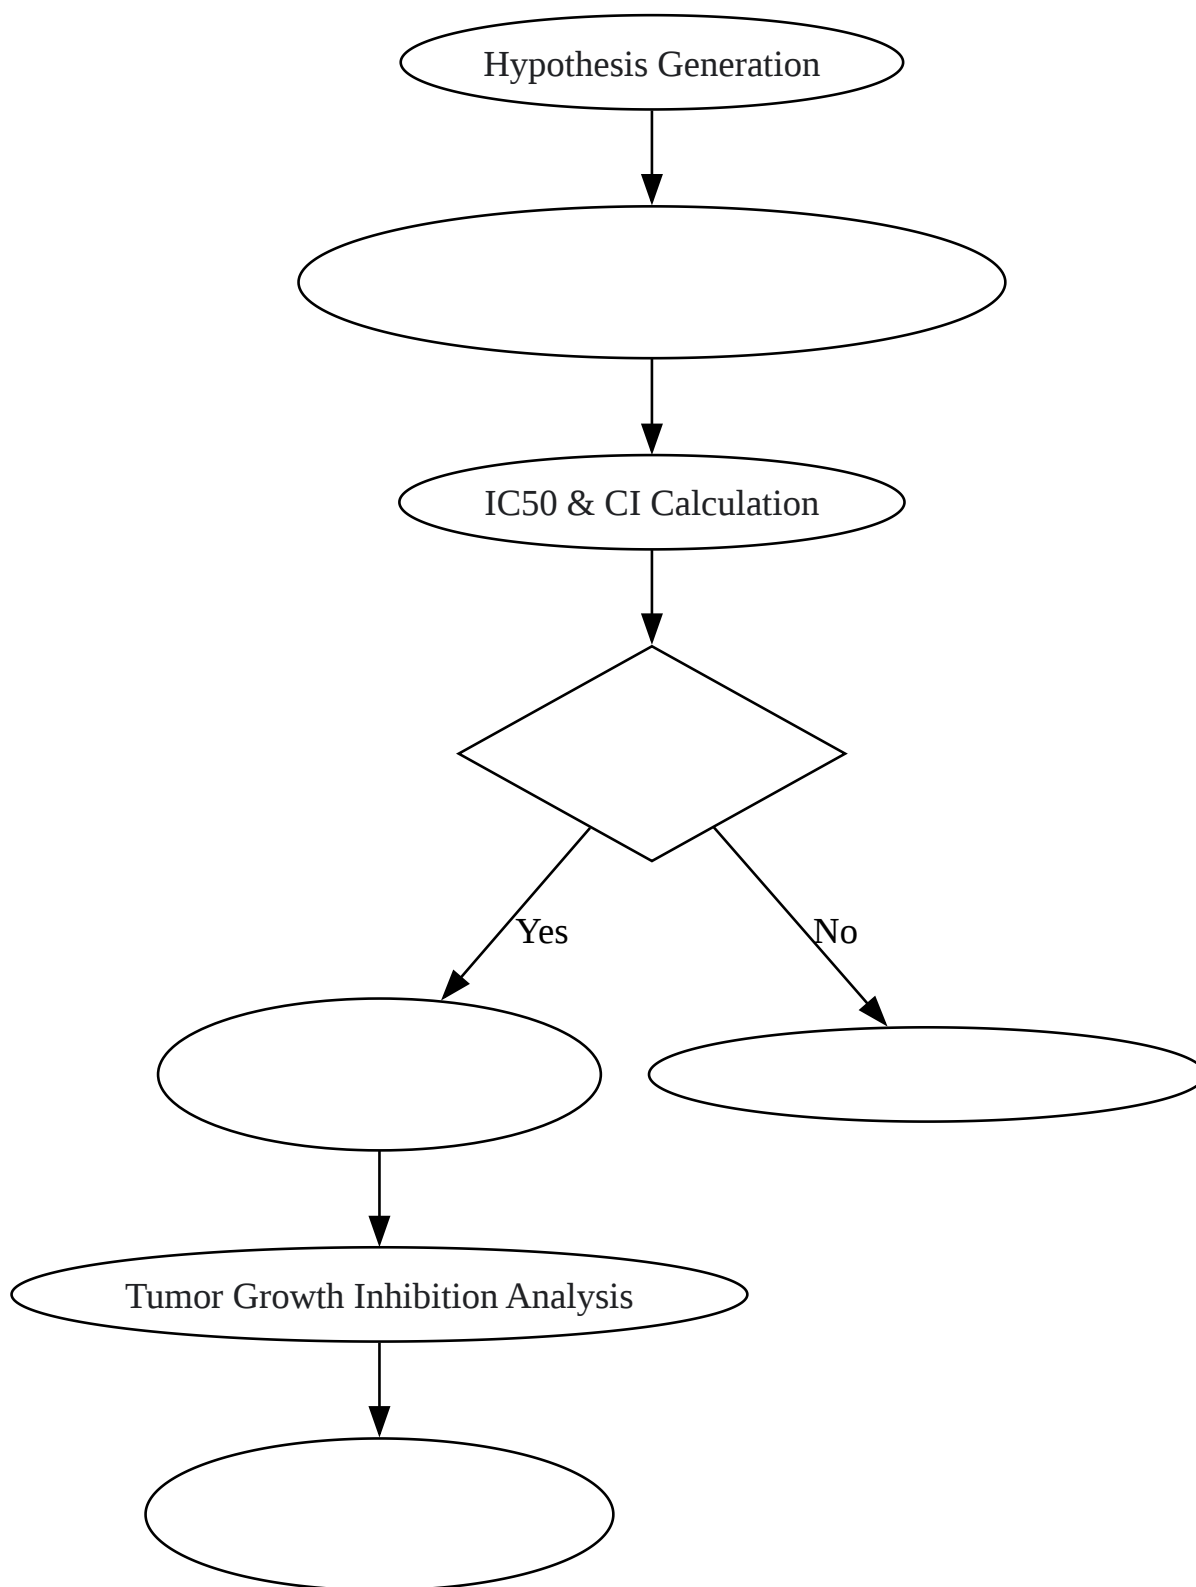 Hypothesis Generation
IC50 & CI Calculation
Yes
No
Tumor Growth Inhibition Analysis